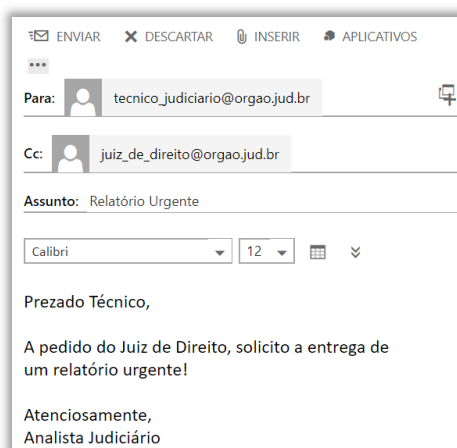 ENVIAR DESCARTAR INSERIR APLICATIVOS
Para: tecnico_judiciario@orgao.jud.br
Cc: juiz_de_direito@orgao.jud.br
Assunto: Relatório Urgente
Calibri 12
Prezado Técnico,
A pedido do Juiz de Direito, solicito a entrega de
um relatório urgente!
Atenciosamente,
Analista Judiciário